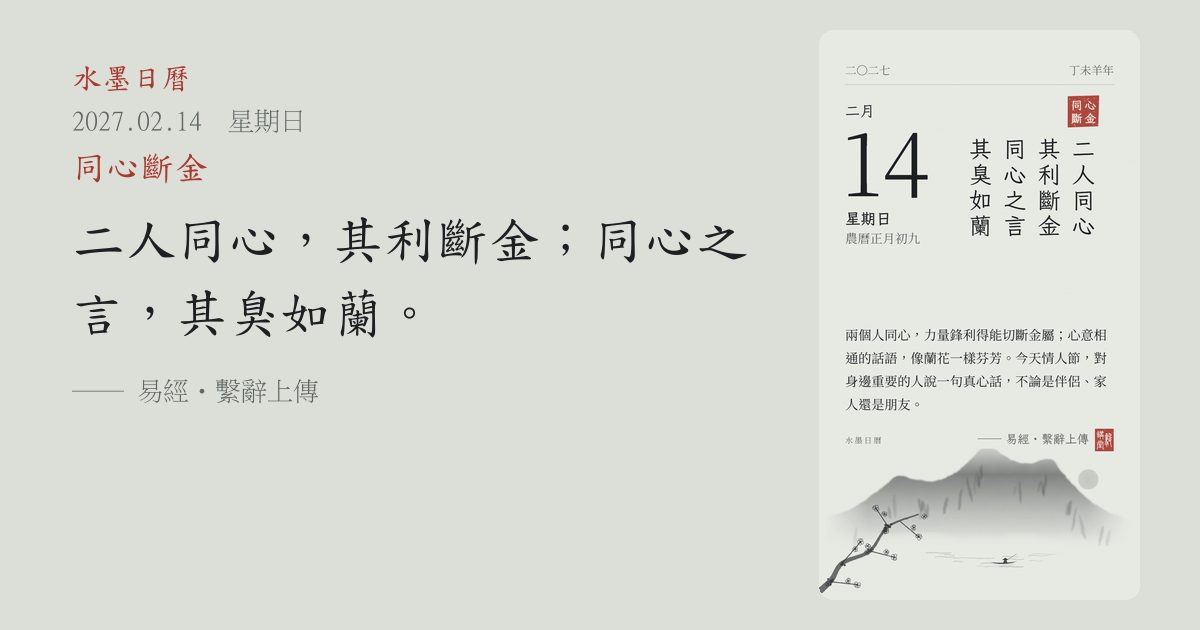 水墨日曆
2027.02.14 星期日
同心斷金
二人同心，其利斷金；同心之
言，其臭如蘭。
—— 易經・繫辭上傳
二〇二七
丁未羊年
二月
14
星期日
農曆正月初九
同心
斷金
二人同心
其利斷金
同心之言
其臭如蘭
兩個人同心，力量鋒利得能切斷金屬；心意相
通的話語，像蘭花一樣芬芳。今天情人節，對
身邊重要的人說一句真心話，不論是伴侶、家
人還是朋友。
水墨日曆
—— 易經・繫辭上傳